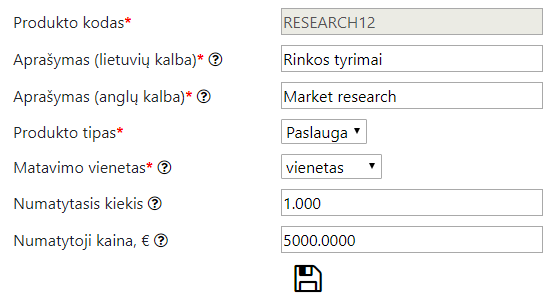 Produkto kodas* RESEARCH12
Aprašymas (lietuvių kalba)* ? Rinkos tyrimai
Aprašymas (anglų kalba)* ? Market research
Produkto tipas* Paslauga
Matavimo vienetas* ? vienetas
Numatytasis kiekis ? 1.000
Numatytoji kaina, € ? 5000.0000